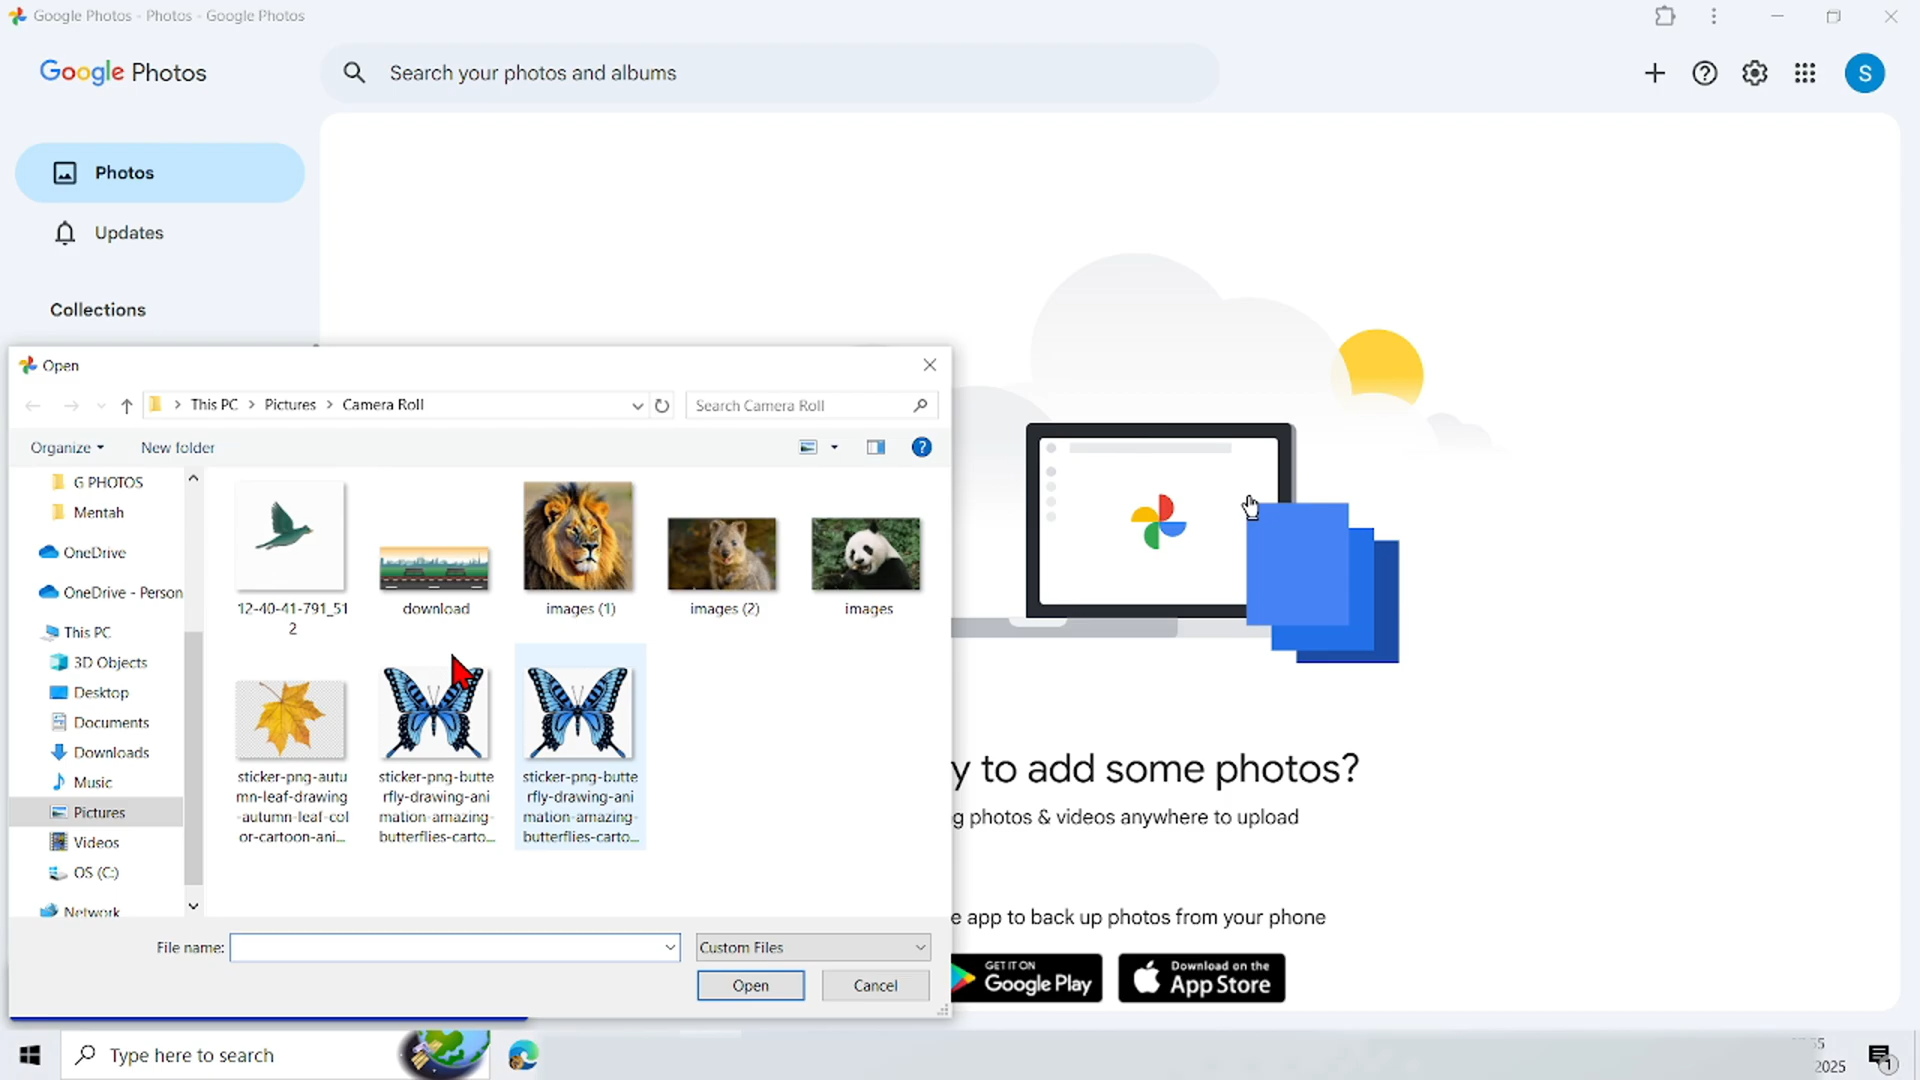 Google Photos - Photos - Google Photos
Google Photos
Search your photos and albums
S
Photos
Updates
Collections
Open
This PC
Pictures
Camera Roll
Search Camera Roll
Organize
New folder
?
G PHOTOS
Mentah
OneDrive
OneDrive - Person
This PC
3D Objects
Desktop
Documents
Downloads
Music
Pictures
Videos
OS (C:)
Network
12-40-41-791_51
2
download
images (1)
images (2)
images
sticker-png-autu
mn-leaf-drawing
-autumn-leaf-col
or-cartoon-ani...
sticker-png-butte
rfly-drawing-ani
mation-amazing-
butterflies-carto...
sticker-png-butte
rfly-drawing-ani
mation-amazing-
butterflies-carto...
File name:
Custom Files
Open
Cancel
y to add some photos?
g photos & videos anywhere to upload
e app to back up photos from your phone
GET IT ON
Google Play
Download on the
App Store
Type here to search
2025
1